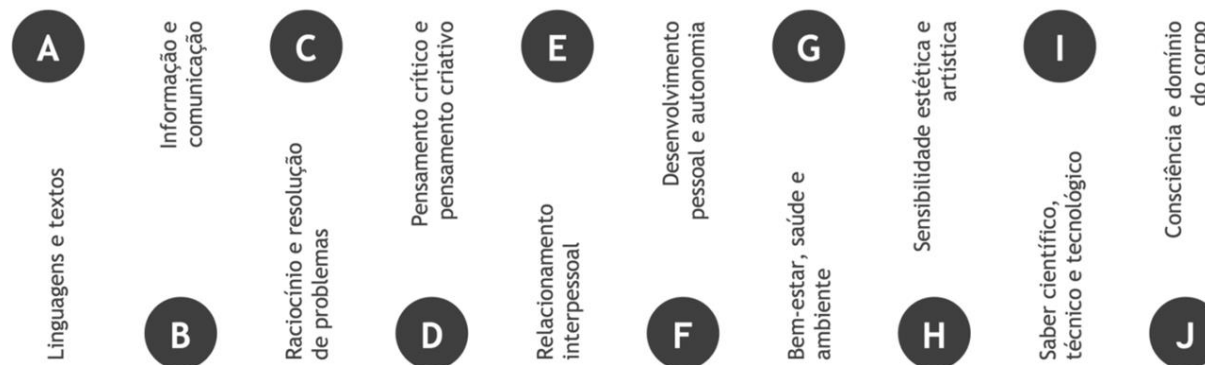 A
Linguagens e textos
B
Informação e
comunicação
C
Raciocínio e resolução
de problemas
D
Pensamento crítico e
pensamento criativo
E
Relacionamento
interpessoal
F
Desenvolvimento
pessoal e autonomia
G
Bem-estar, saúde e
ambiente
H
Sensibilidade estética e
artística
I
Saber científico,
técnico e tecnológico
J
Consciência e domínio
do corpo